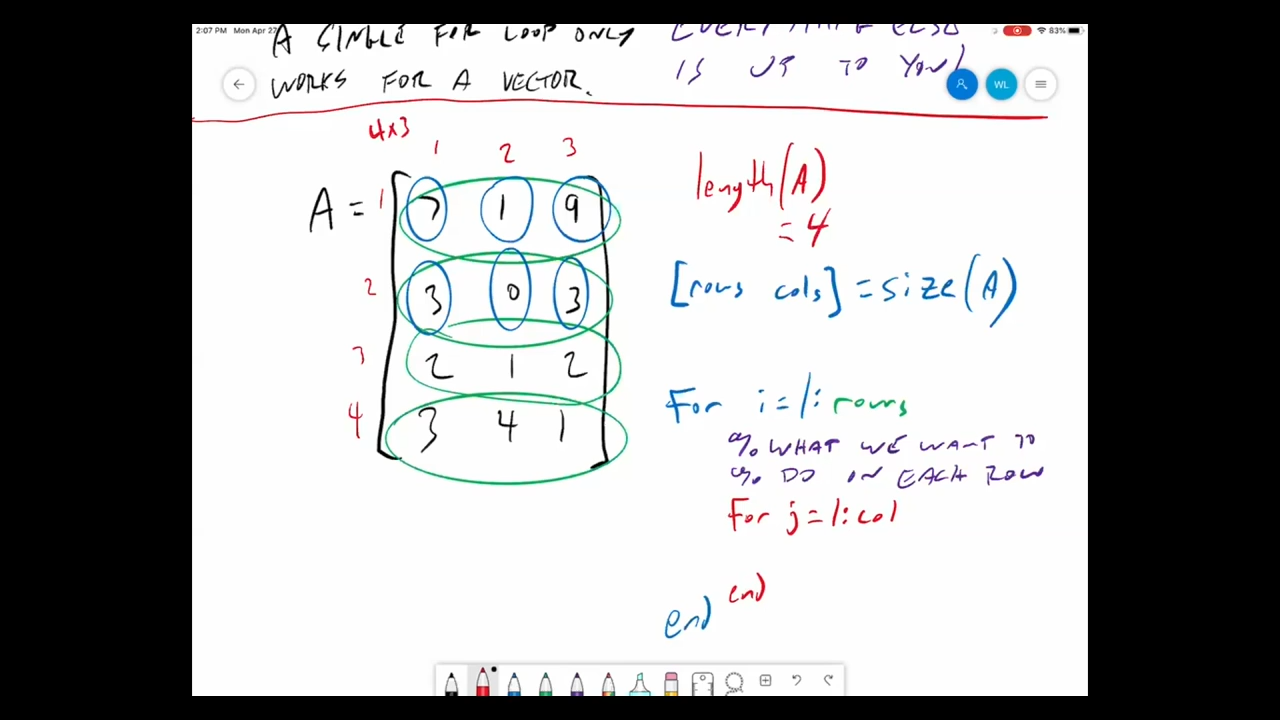 2:07 PM Mon Apr 27
83%
A SINGLE FOR LOOP ONLY
WORKS FOR A VECTOR.
EVERYTHING ELSE
IS UP TO YOU!
WL
4x3
1 2 3
A = 1 7 1 9
2 3 0 3
3 2 1 2
4 3 4 1
length(A)
= 4
[rows cols] = size(A)
For i = 1: rows
% WHAT WE WANT TO
% DO ON EACH ROW
For j = 1: col
end
end